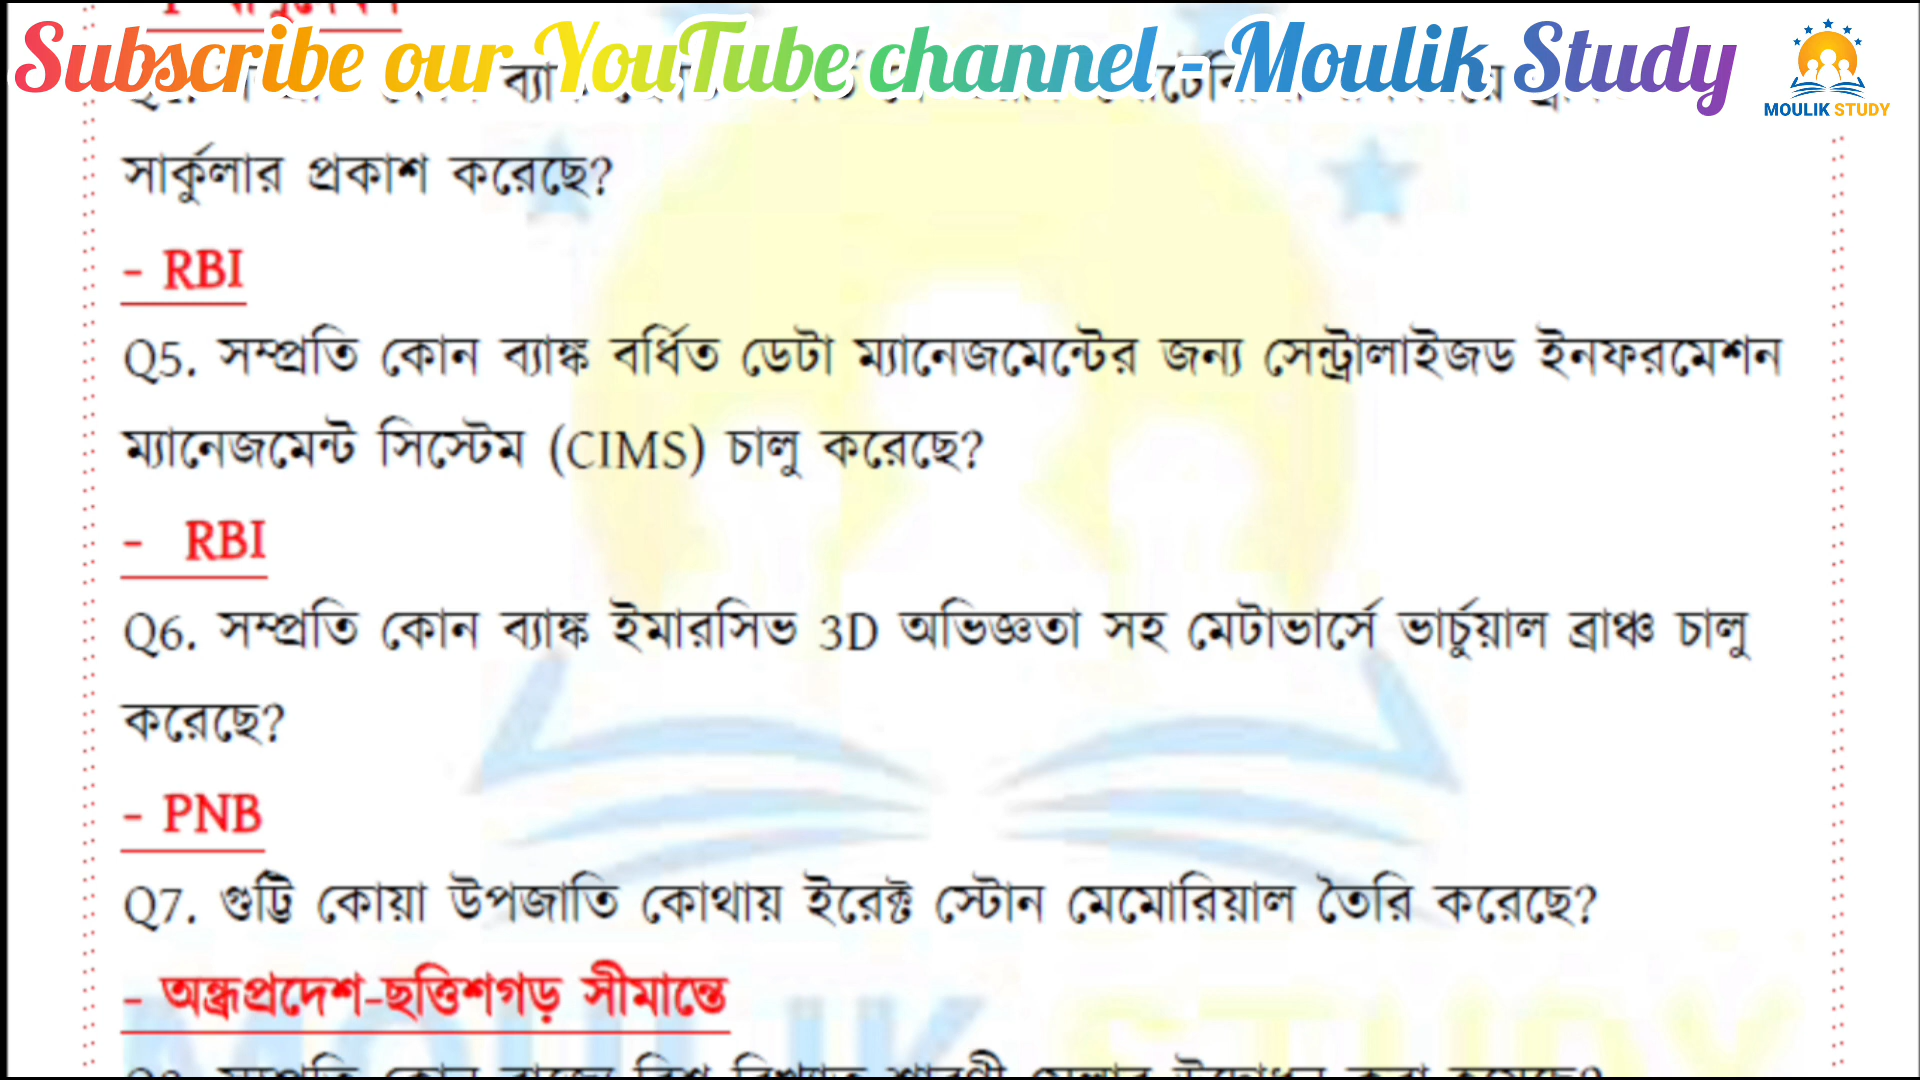 Subscribe our YouTube channel - Moulik Study
MOULIK STUDY
সার্কুলার প্রকাশ করেছে?
- RBI
Q5. সম্প্রতি কোন ব্যাঙ্ক বর্ধিত ডেটা ম্যানেজমেন্টের জন্য সেন্ট্রালাইজড ইনফরমেশন
ম্যানেজমেন্ট সিস্টেম (CIMS) চালু করেছে?
- RBI
Q6. সম্প্রতি কোন ব্যাঙ্ক ইমারসিভ 3D অভিজ্ঞতা সহ মেটাভার্সে ভার্চুয়াল ব্রাঞ্চ চালু
করেছে?
- PNB
Q7. গুট্টি কোয়া উপজাতি কোথায় ইরেক্ট স্টোন মেমোরিয়াল তৈরি করেছে?
- অন্ধ্রপ্রদেশ-ছত্তিশগড় সীমান্তে
MOULIK STUDY